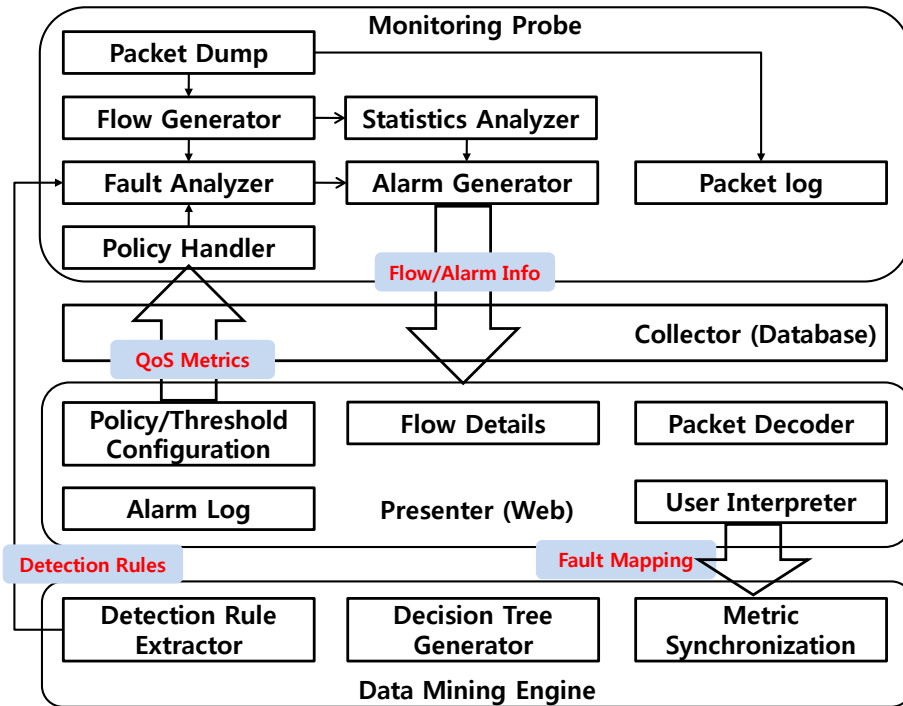 Monitoring Probe
Packet Dump
Flow Generator
Statistics Analyzer
Fault Analyzer
Alarm Generator
Packet log
Policy Handler
Flow/Alarm Info
Collector (Database)
QoS Metrics
Policy/Threshold
Configuration
Flow Details
Packet Decoder
Alarm Log
Presenter (Web)
User Interpreter
Detection Rules
Fault Mapping
Detection Rule
Extractor
Decision Tree
Generator
Metric
Synchronization
Data Mining Engine